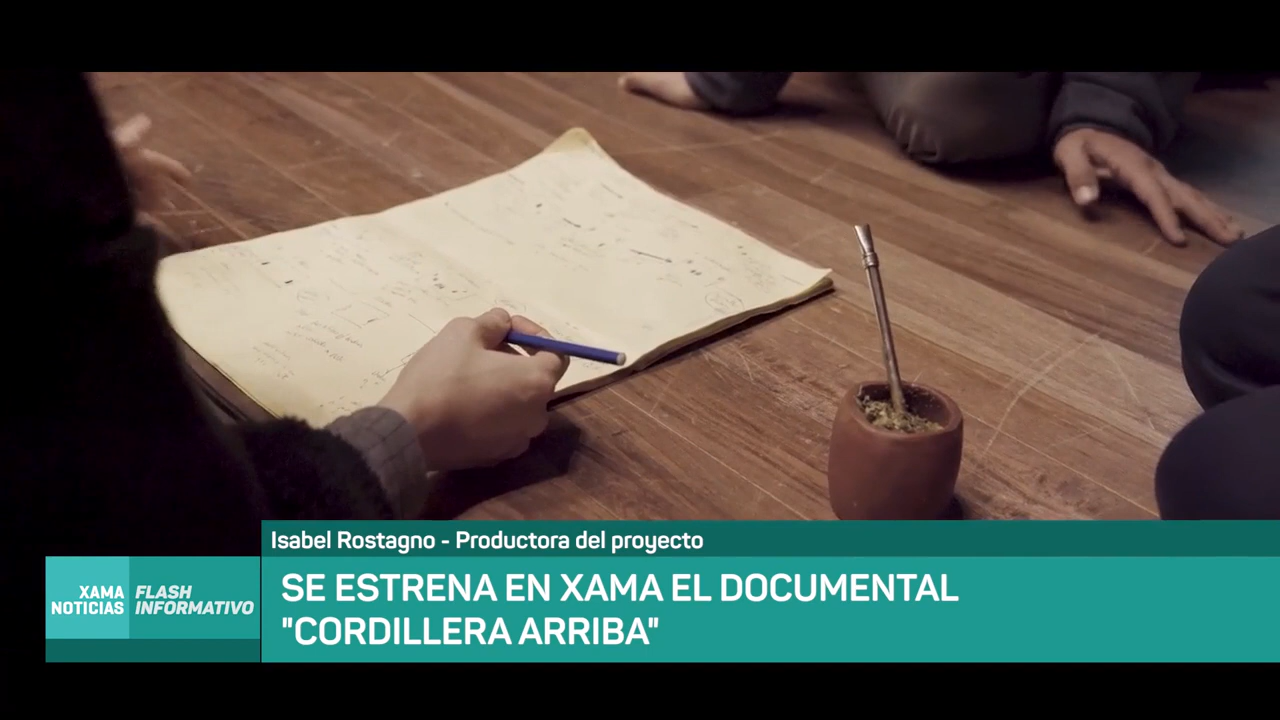 Isabel Rostagno - Productora del proyecto
XAMA
NOTICIAS
FLASH
INFORMATIVO
SE ESTRENA EN XAMA EL DOCUMENTAL
"CORDILLERA ARRIBA"